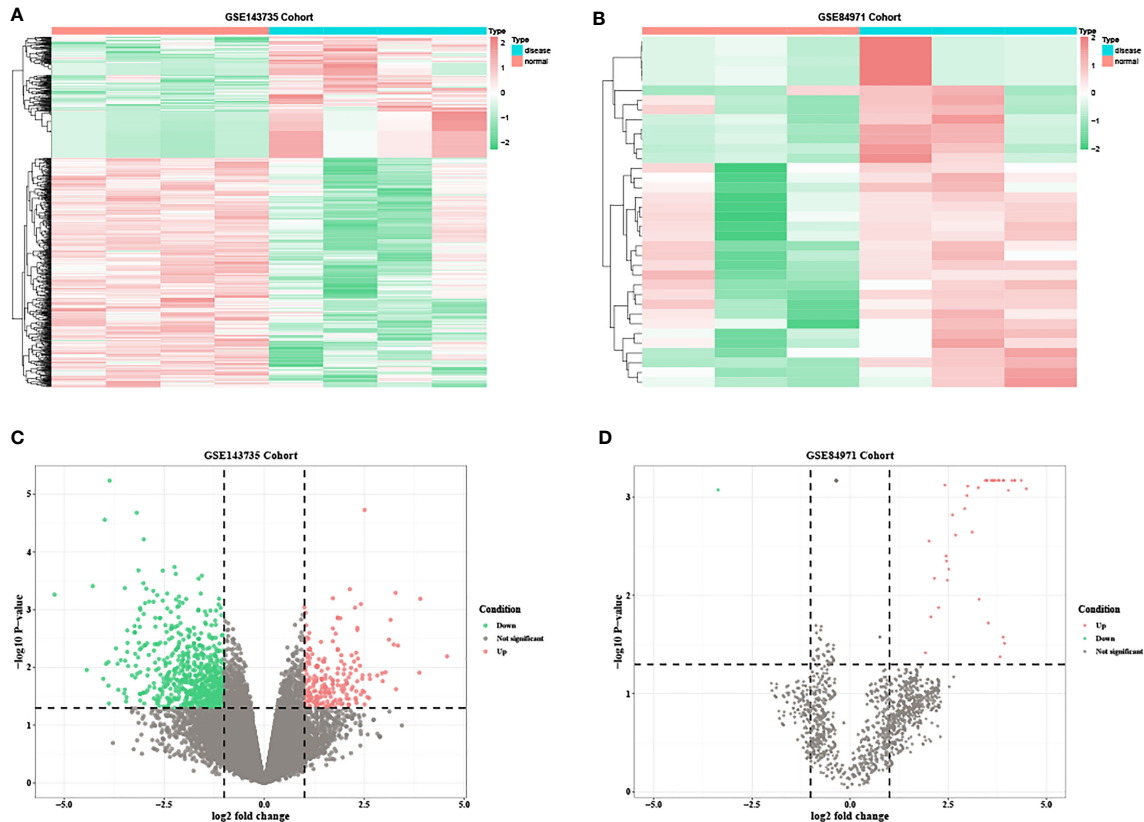 A
GSE143735 Cohort
Type
2
1
0
-1
-2
Type
disease
normal
B
GSE84971 Cohort
Type
2
1
0
-1
-2
Type
disease
normal
C
GSE143735 Cohort
5
4
3
2
1
0
-5.0
-2.5
0.0
2.5
5.0
-log10 P-value
log2 fold change
Condition
Down
Not significant
Up
D
GSE84971 Cohort
3
2
1
0
-5.0
-2.5
0.0
2.5
5.0
-log10 P-value
log2 fold change
Condition
Up
Down
Not significant